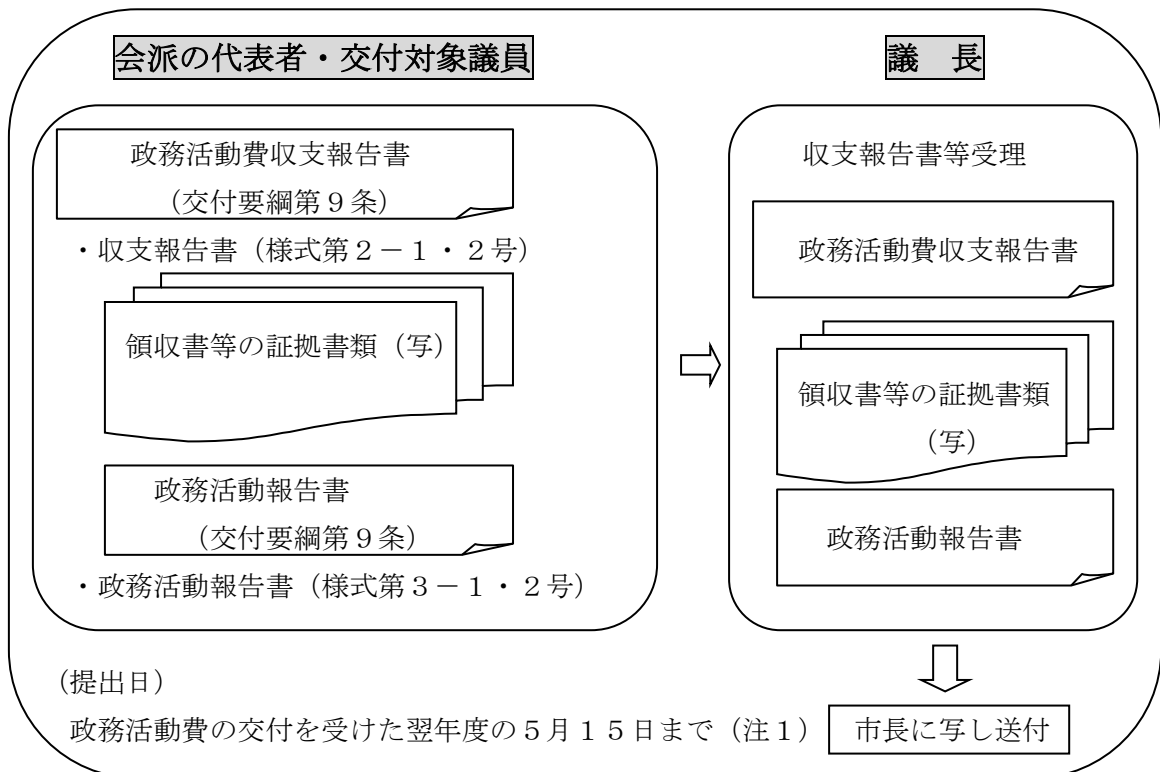 会派の代表者・交付対象議員
政務活動費収支報告書
（交付要綱第９条）
・収支報告書（様式第２－１・２号）
領収書等の証拠書類（写）
政務活動報告書
（交付要綱第９条）
・政務活動報告書（様式第３－１・２号）
議　長
収支報告書等受理
政務活動費収支報告書
領収書等の証拠書類
（写）
政務活動報告書
（提出日）
政務活動費の交付を受けた翌年度の５月１５日まで（注１）
市長に写し送付